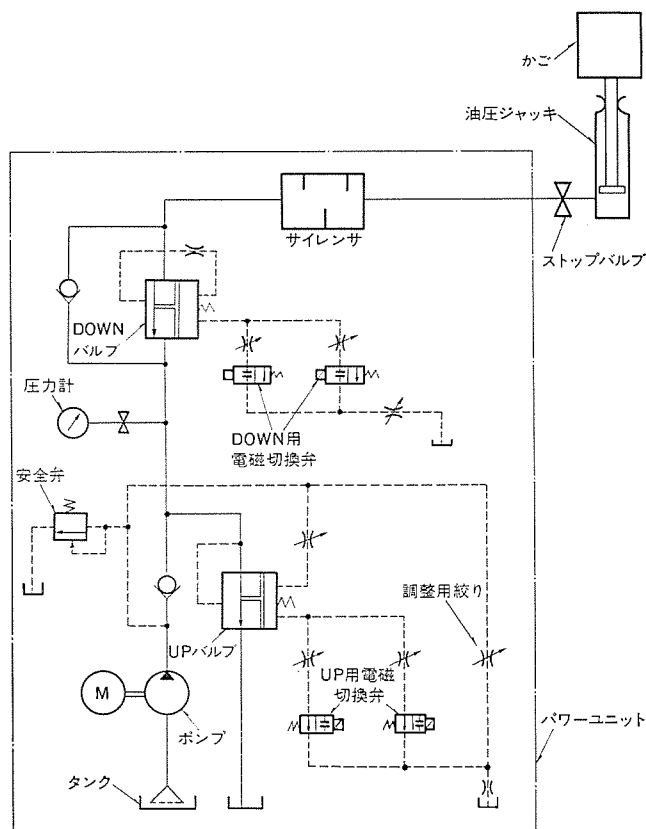 かご
油圧ジャッキ
サイレンサ
ストップバルブ
DOWN
バルブ
圧力計
DOWN用
電磁切換弁
安全弁
調整用絞り
UPバルブ
UP用電磁
切換弁
M
ポンプ
パワーユニット
タンク